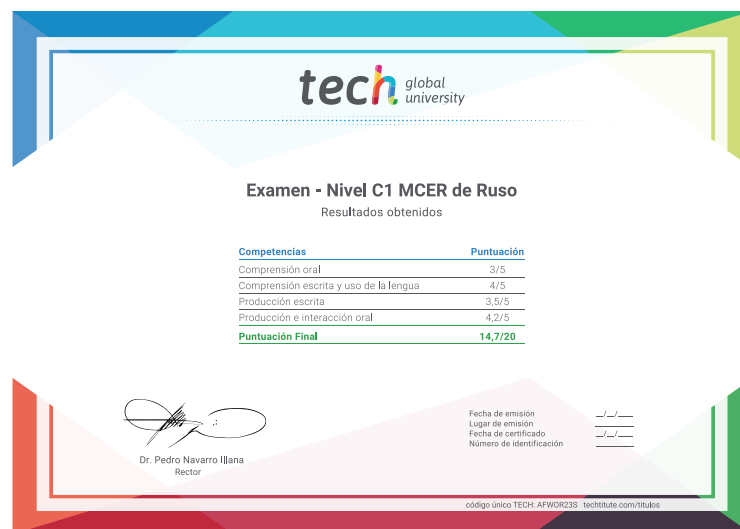 tech global university
Examen - Nivel C1 MCER de Ruso
Resultados obtenidos
Competencias Puntuación
Comprensión oral 3/5
Comprensión escrita y uso de la lengua 4/5
Producción escrita 3,5/5
Producción e interacción oral 4,2/5
Puntuación Final 14,7/20
Dr. Pedro Navarro Illana
Rector
Fecha de emisión __/__/____
Lugar de emisión
Fecha de certificado __/__/____
Número de identificación
código único TECH: AFWOR23S techtitute.com/titulos